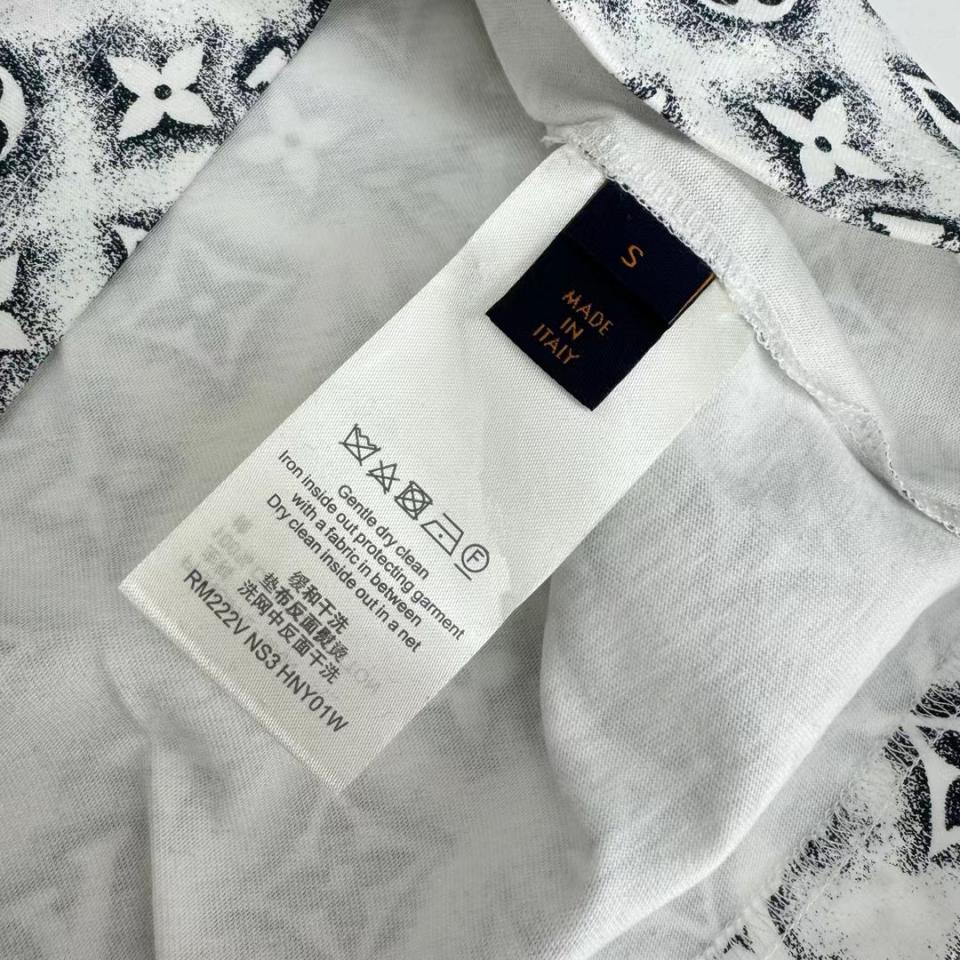 S
MADE
IN
ITALY
F
Gentle dry clean
Iron inside out protecting garment
with a fabric in between
Dry clean inside out in a net
缓和干洗
垫布反面熨烫
洗网中反面干洗
RM222V NS3 HNY01W